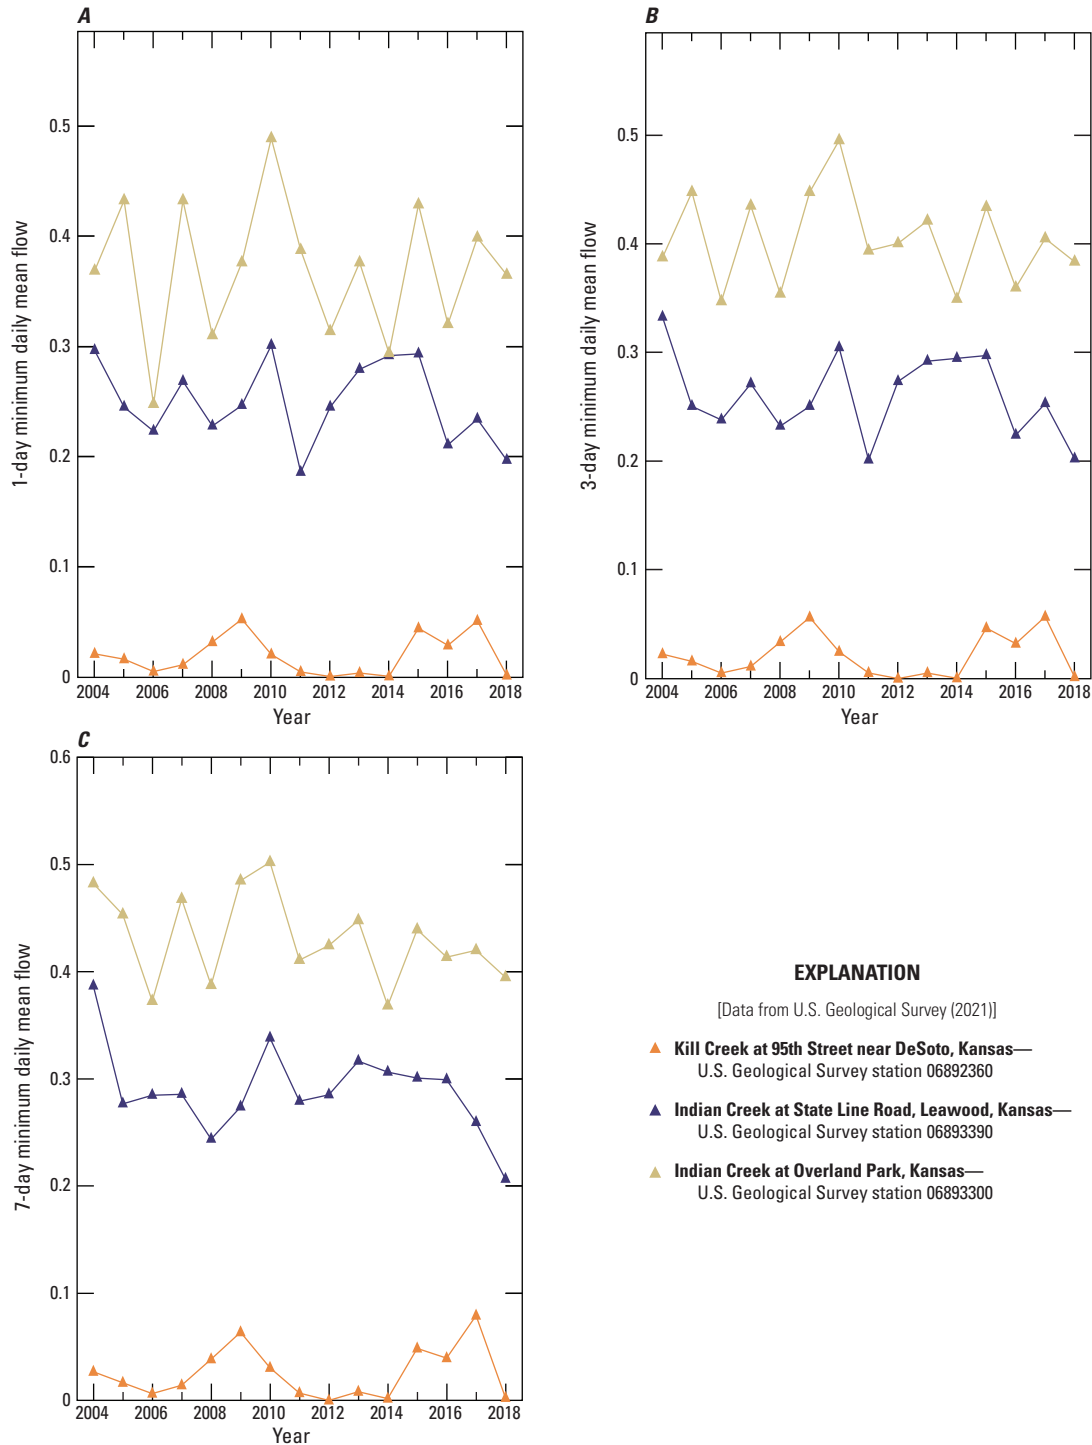 A
0.5
0.4
0.3
0.2
0.1
0
1-day minimum daily mean flow
2004 2006 2008 2010 2012 2014 2016 2018
Year
B
0.5
0.4
0.3
0.2
0.1
0
3-day minimum daily mean flow
2004 2006 2008 2010 2012 2014 2016 2018
Year
C
0.6
0.5
0.4
0.3
0.2
0.1
0
7-day minimum daily mean flow
2004 2006 2008 2010 2012 2014 2016 2018
Year
EXPLANATION
[Data from U.S. Geological Survey (2021)]
Kill Creek at 95th Street near DeSoto, Kansas—
U.S. Geological Survey station 06892360
Indian Creek at State Line Road, Leawood, Kansas—
U.S. Geological Survey station 06893390
Indian Creek at Overland Park, Kansas—
U.S. Geological Survey station 06893300